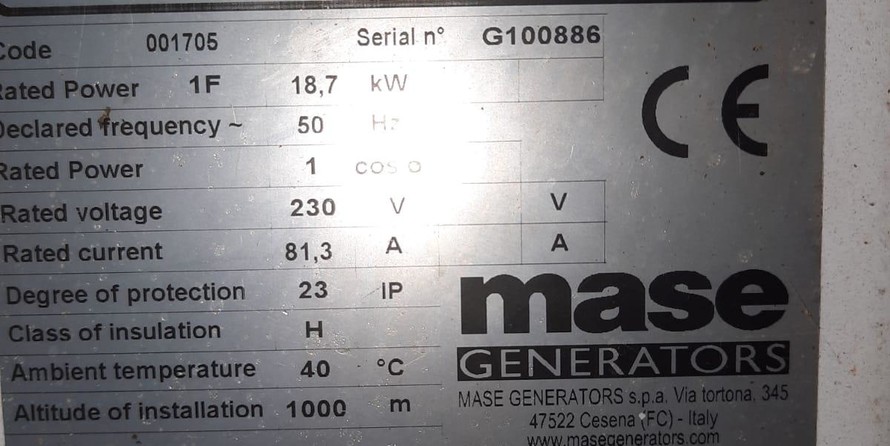 Code 001705 Serial n° G100886
Rated Power 1F 18,7 kW
Declared frequency ~ 50 Hz
Rated Power 1 cos φ
Rated voltage 230 V V
Rated current 81,3 A A
Degree of protection 23 IP
Class of insulation H
Ambient temperature 40 °C
Altitude of installation 1000 m
CE
mase
GENERATORS
MASE GENERATORS s.p.a. Via tortona, 345
47522 Cesena (FC) - Italy
www.masegenerators.com